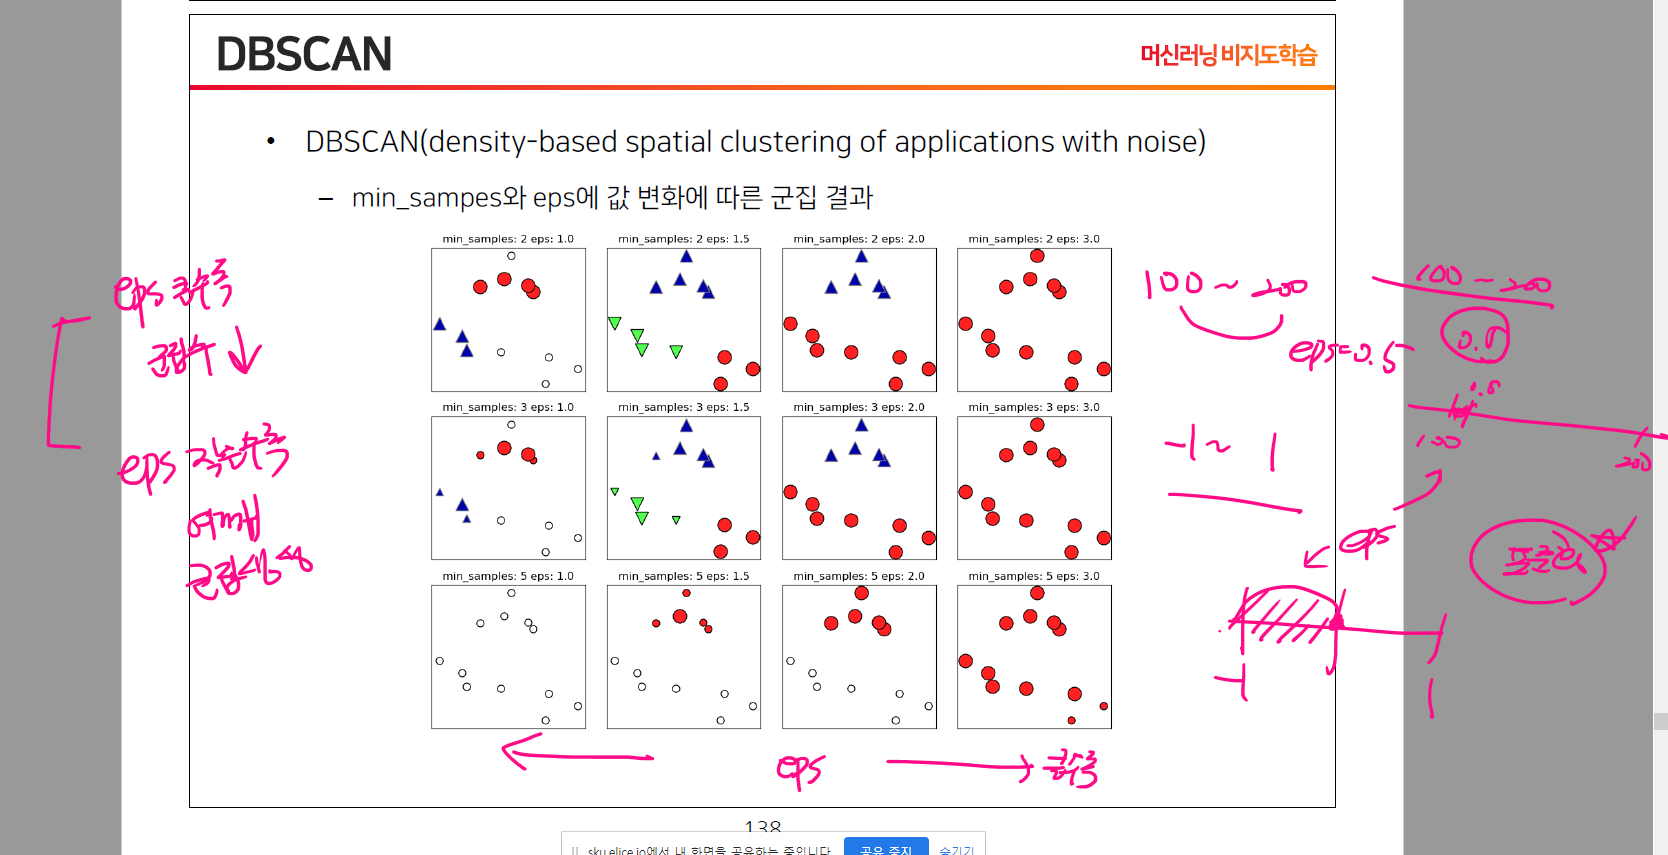 DBSCAN
머신러닝 비지도학습
• DBSCAN(density-based spatial clustering of applications with noise)
– min_sampes와 eps에 값 변화에 따른 군집 결과
min_samples: 2 eps: 1.0
min_samples: 2 eps: 1.5
min_samples: 2 eps: 2.0
min_samples: 2 eps: 3.0
min_samples: 3 eps: 1.0
min_samples: 3 eps: 1.5
min_samples: 3 eps: 2.0
min_samples: 3 eps: 3.0
min_samples: 5 eps: 1.0
min_samples: 5 eps: 1.5
min_samples: 5 eps: 2.0
min_samples: 5 eps: 3.0
eps 클수록
군집수 ↓
eps 작을수록
여러개
100 ~ 200
eps=0.5
-1 ~ 1
100 ~ 200
0.5
100
200
eps
-1
1
eps
클수록
138
sku.elice.io에서 내 화면을 공유하는 중입니다.
공유 중지
숨기기